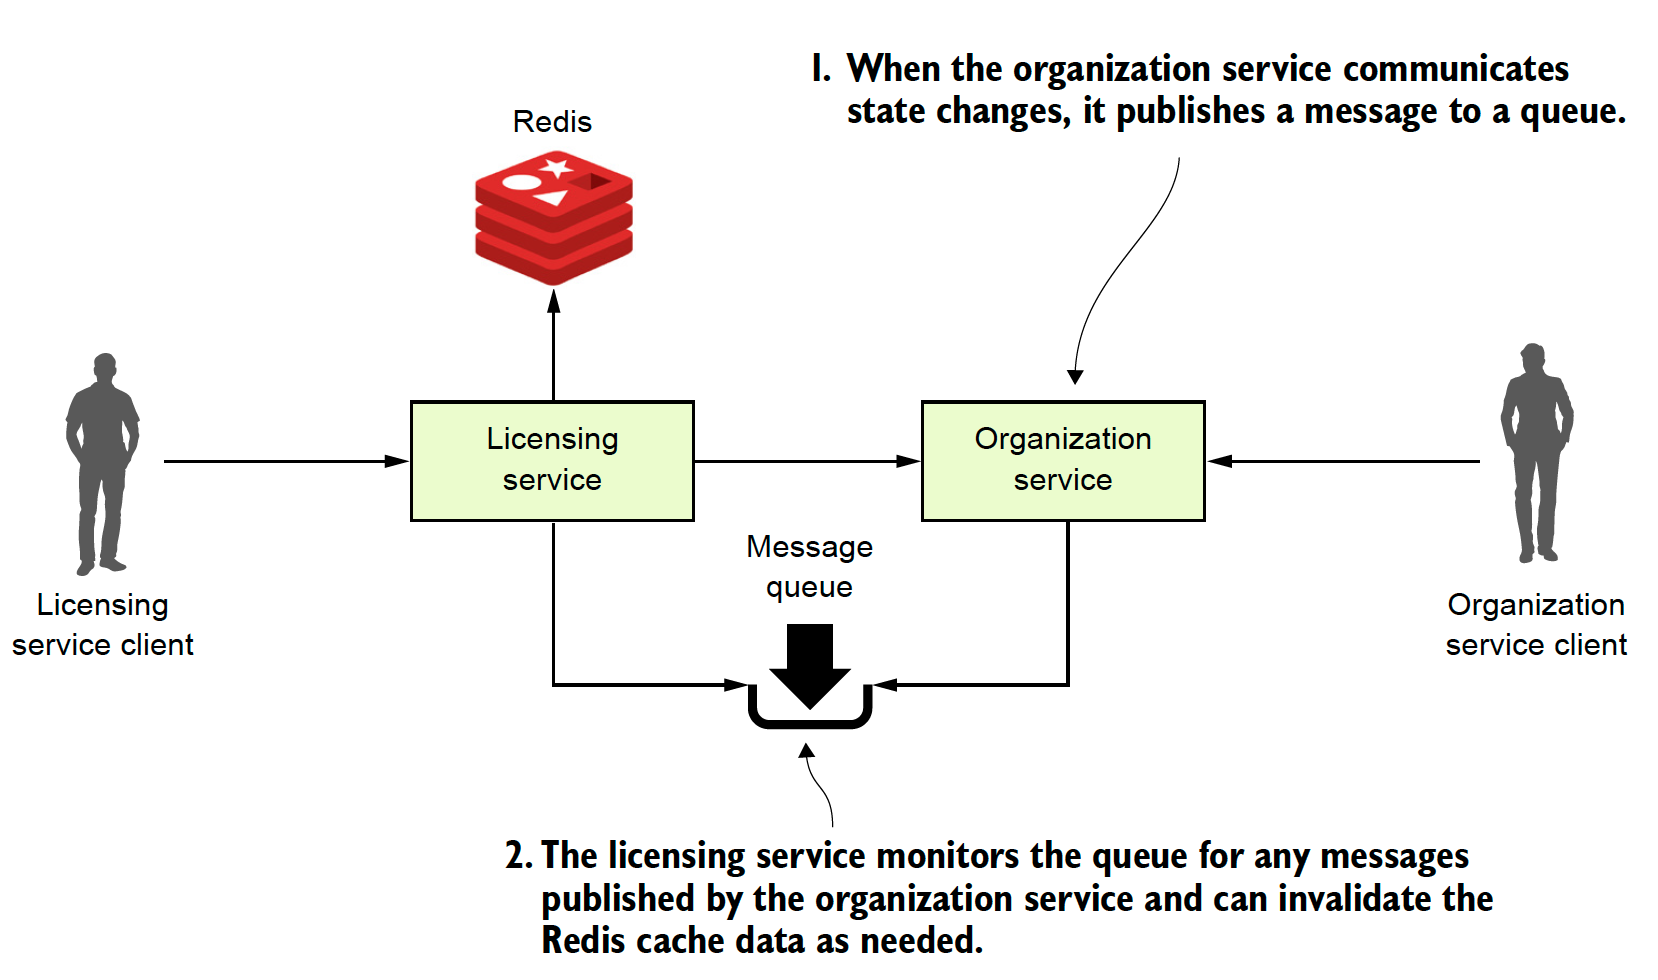 1. When the organization service communicates
state changes, it publishes a message to a queue.
Redis
Licensing
service
Organization
service
Message
queue
Licensing
service client
Organization
service client
2. The licensing service monitors the queue for any messages
published by the organization service and can invalidate the
Redis cache data as needed.